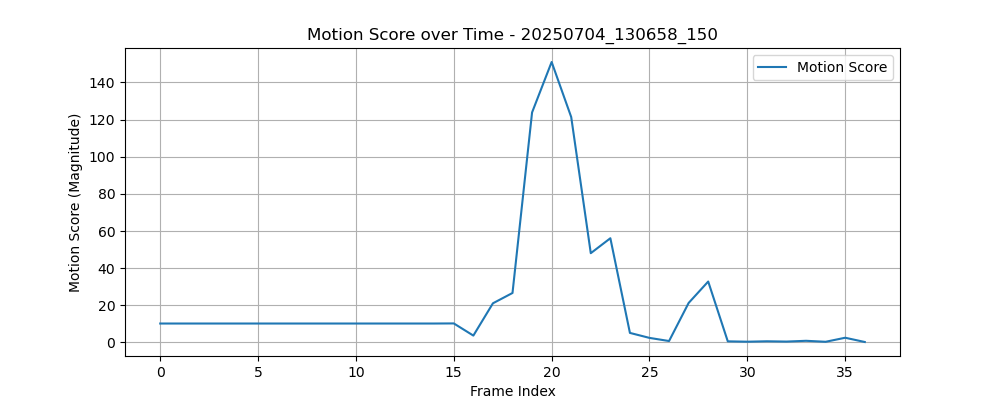 Motion Score over Time - 20250704_130658_150
Motion Score
140
120
100
80
60
40
20
0
Motion Score (Magnitude)
0 5 10 15 20 25 30 35
Frame Index